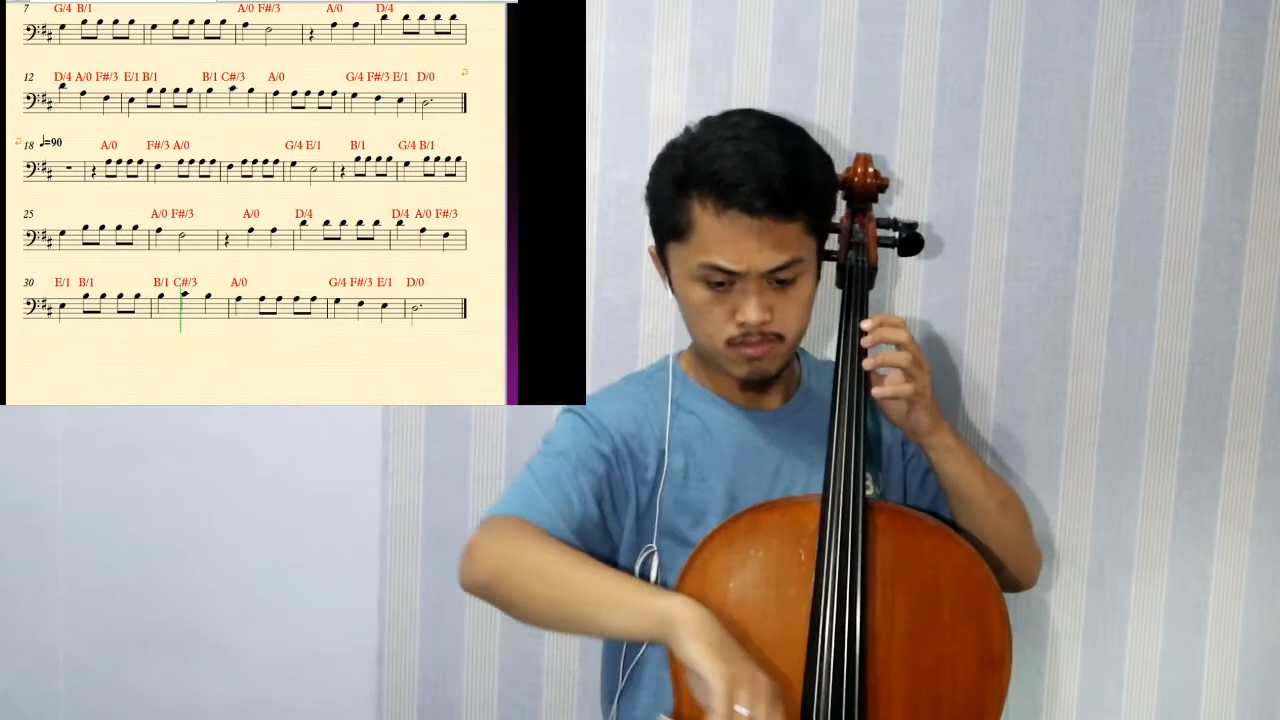 7 G/4 B/1 A/0 F#/3 A/0 D/4
12 D/4 A/0 F#/3 E/1 B/1 B/1 C#/3 A/0 G/4 F#/3 E/1 D/0
18 ♩=90 A/0 F#/3 A/0 G/4 E/1 B/1 G/4 B/1
25 A/0 F#/3 A/0 D/4 D/4 A/0 F#/3
30 E/1 B/1 B/1 C#/3 A/0 G/4 F#/3 E/1 D/0